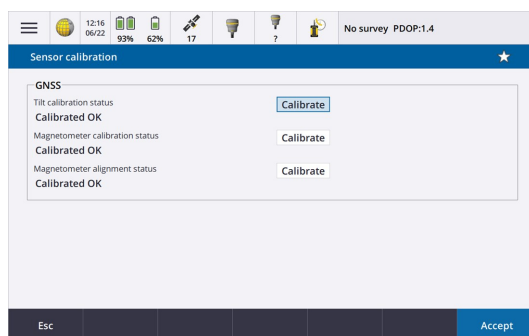 12:16
06/22
93%
62%
17
?
No survey PDOP:1.4
Sensor calibration
GNSS
Tilt calibration status
Calibrated OK
Calibrate
Magnetometer calibration status
Calibrated OK
Calibrate
Magnetometer alignment status
Calibrated OK
Calibrate
Esc
Accept